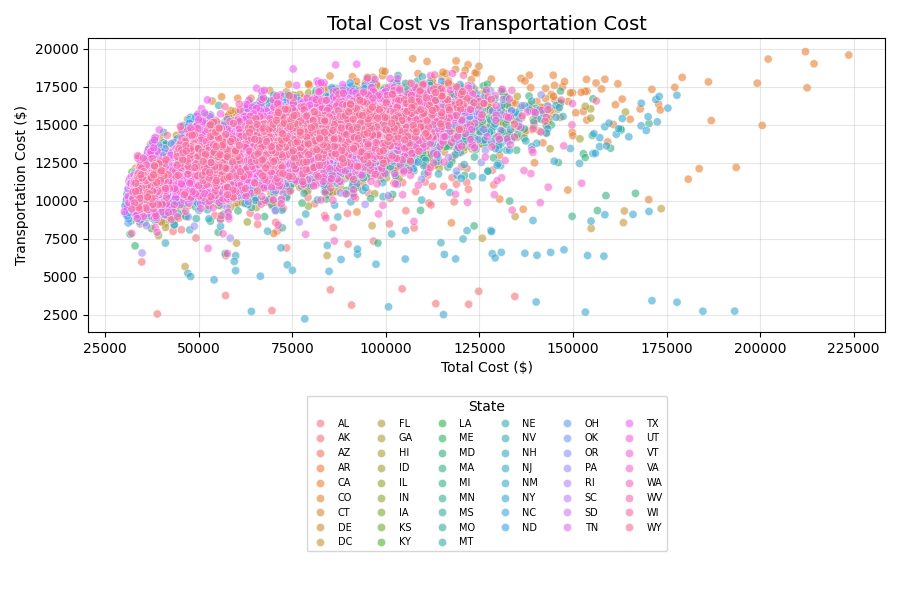 Total Cost vs Transportation Cost
20000
17500
15000
12500
10000
7500
5000
2500
Transportation Cost ($)
25000 50000 75000 100000 125000 150000 175000 200000 225000
Total Cost ($)
State
AL FL LA NE OH TX
AK GA ME NV OK UT
AZ HI MD NH OR VT
AR ID MA NJ PA VA
CA IL MI NM RI WA
CO IN MN NY SC WV
CT IA MS NC SD WI
DE KS MO ND TN WY
DC KY MT